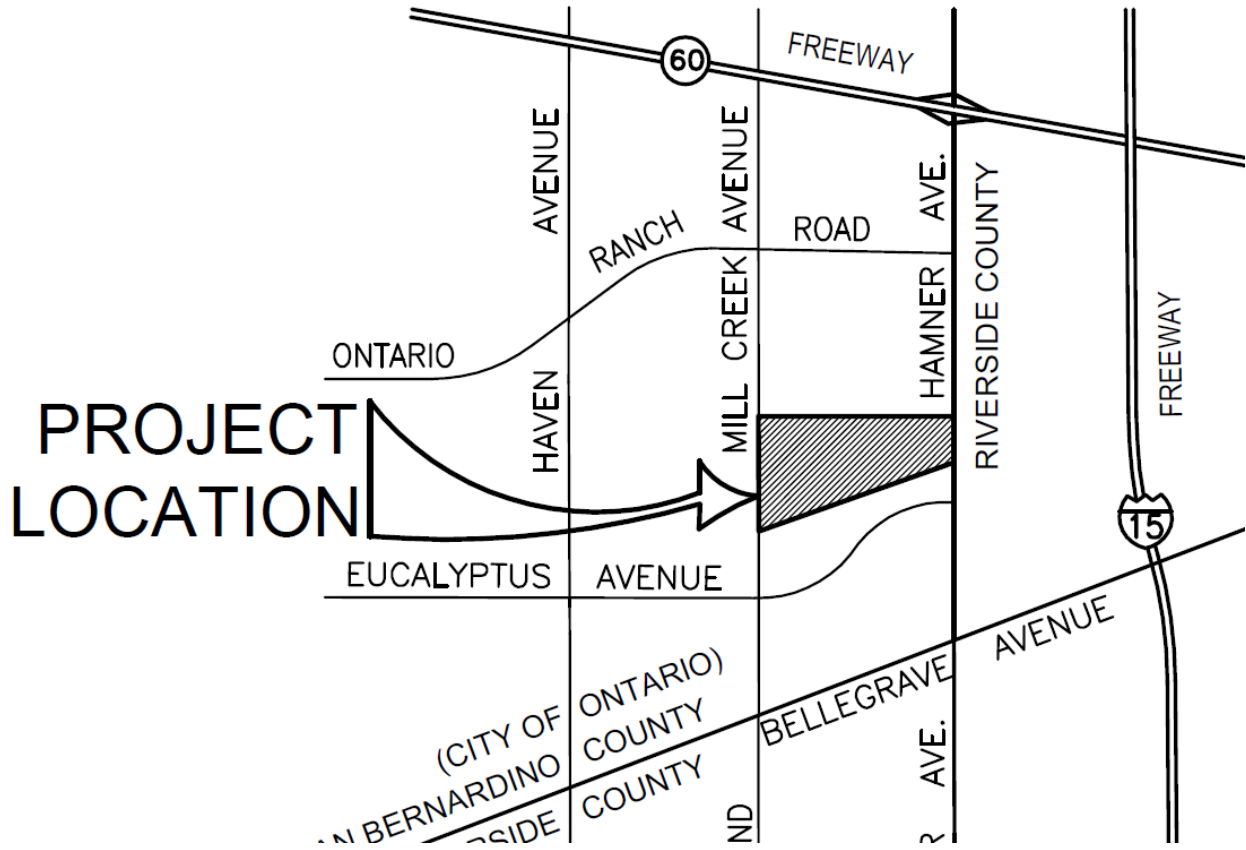 60
FREEWAY
AVENUE
AVENUE
AVE.
RANCH
ROAD
ONTARIO
HAVEN
MILL CREEK
HAMNER
RIVERSIDE COUNTY
FREEWAY
PROJECT
LOCATION
15
EUCALYPTUS AVENUE
(CITY OF ONTARIO)
BERNARDINO COUNTY
COUNTY
BELLEGRAVE AVENUE
AVE.